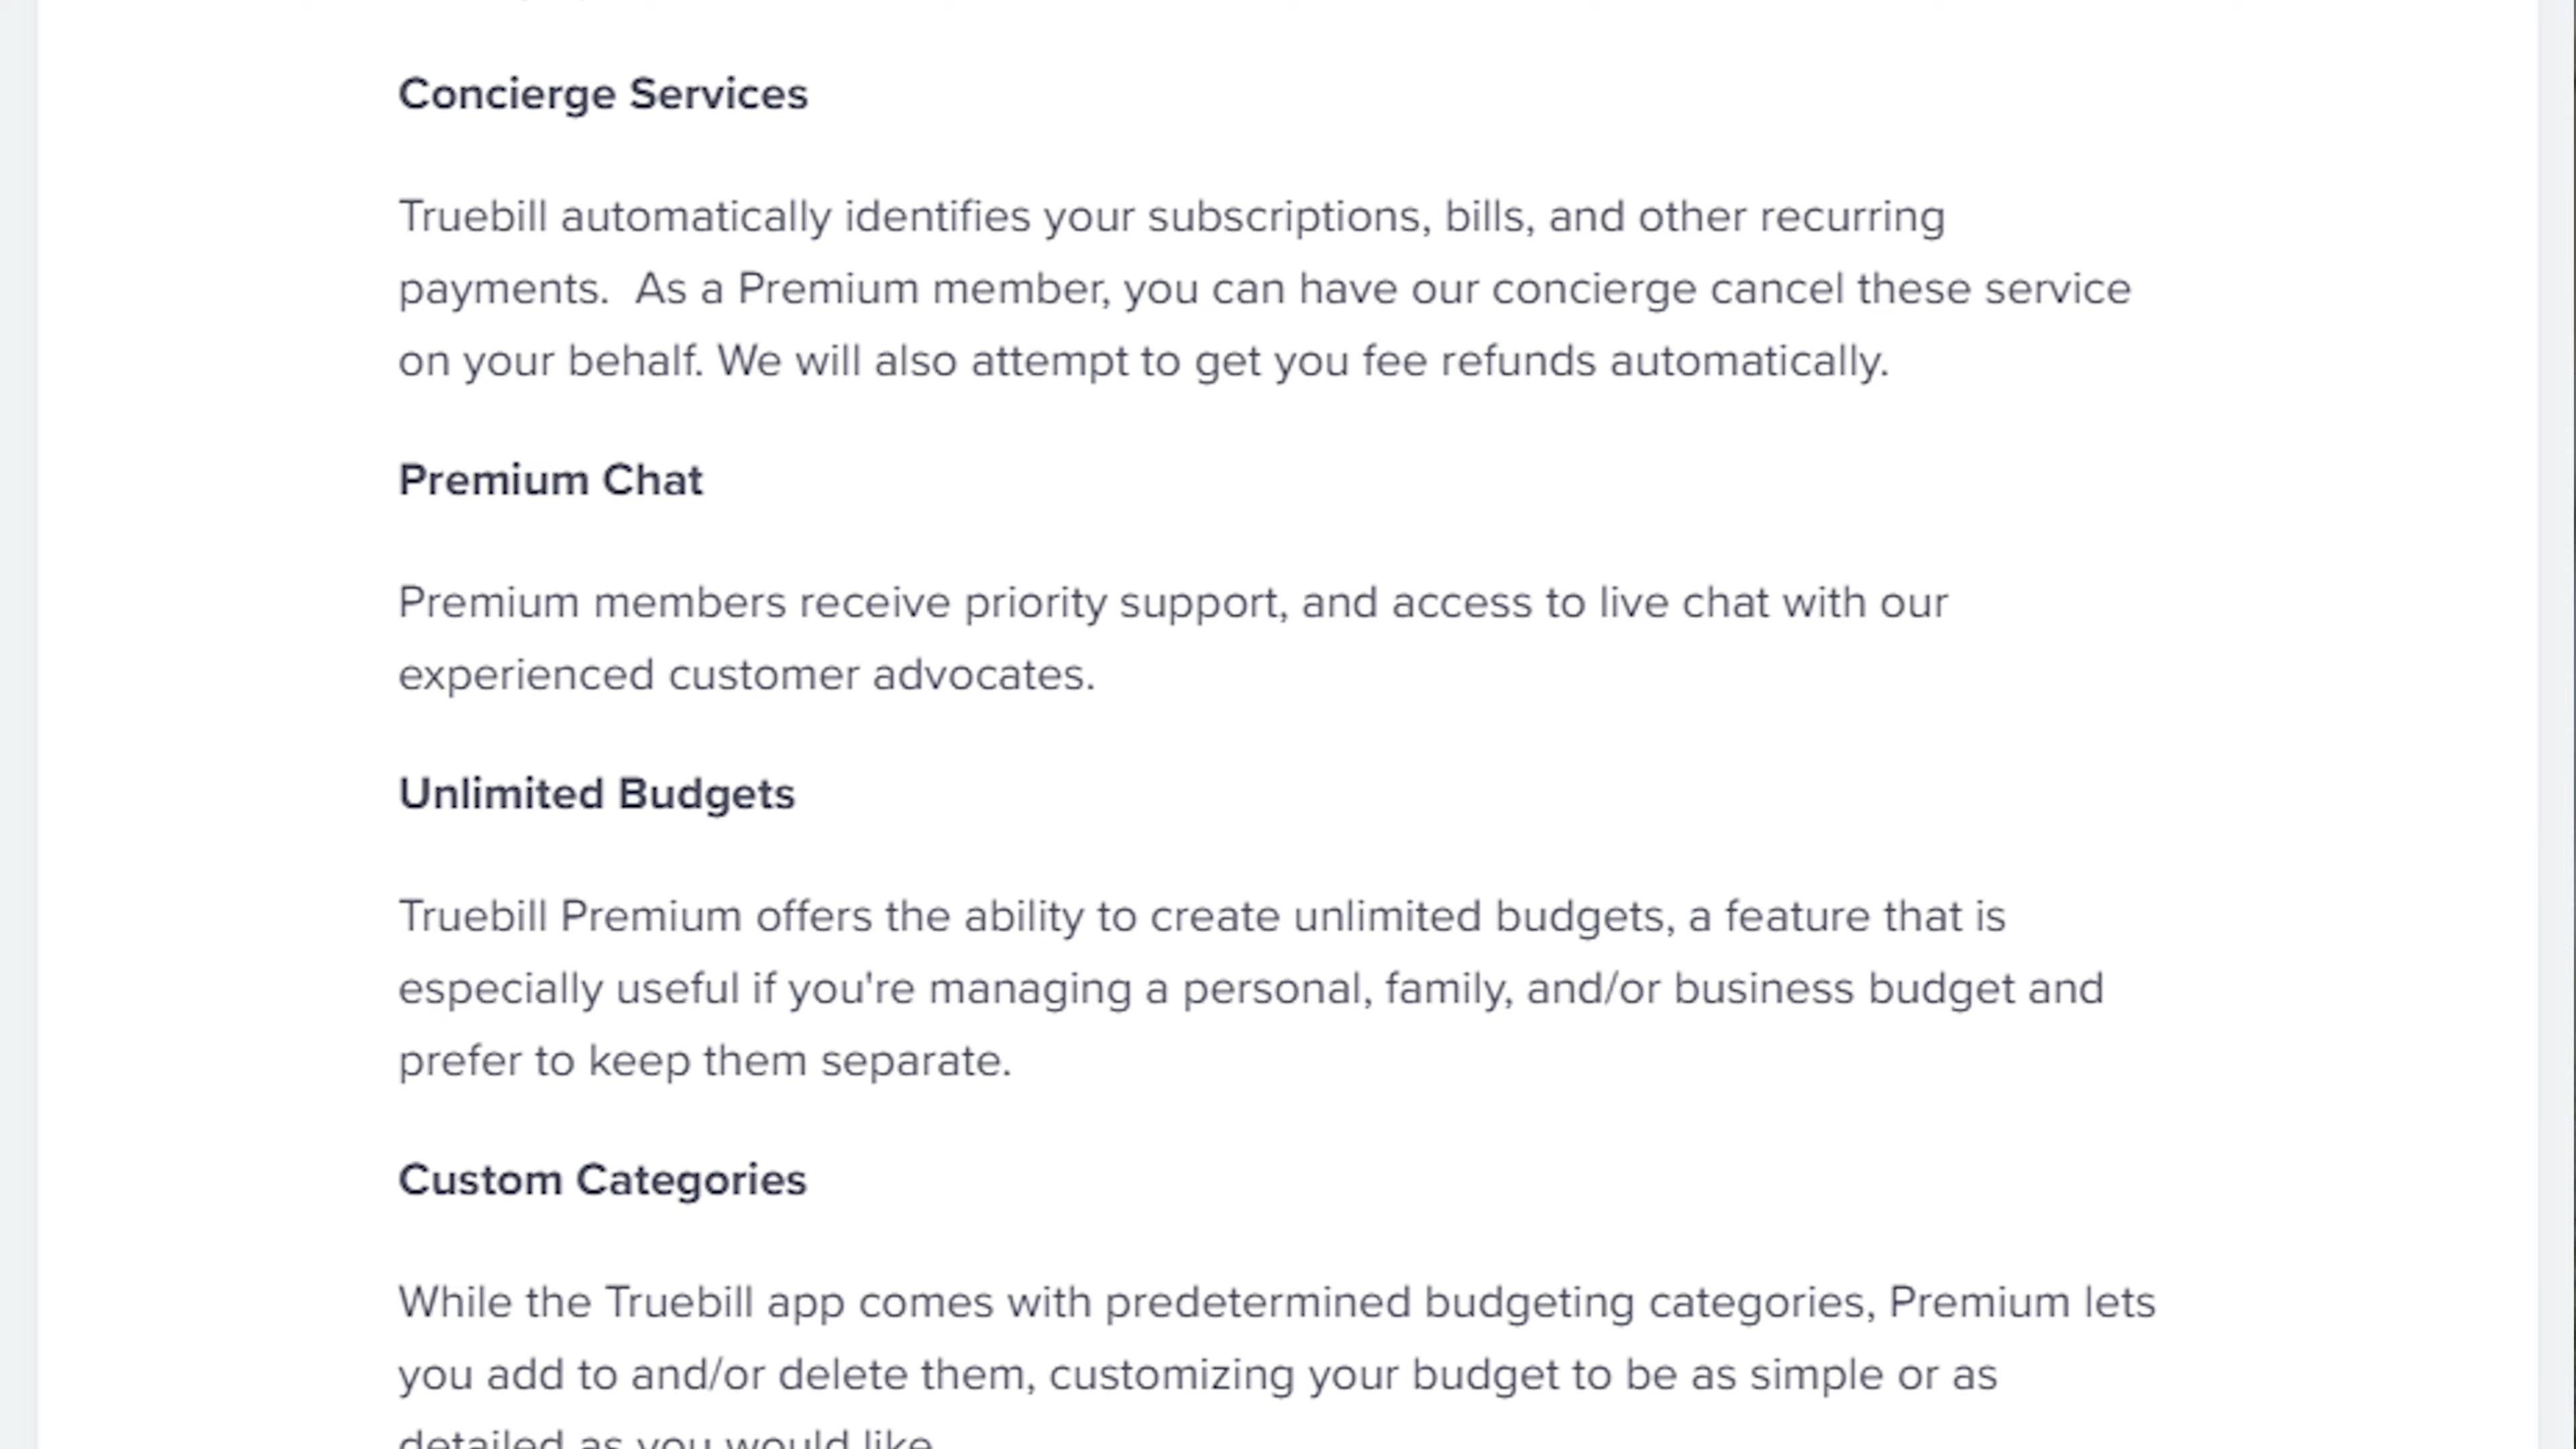 Concierge Services
Truebill automatically identifies your subscriptions, bills, and other recurring
payments.  As a Premium member, you can have our concierge cancel these service
on your behalf. We will also attempt to get you fee refunds automatically.
Premium Chat
Premium members receive priority support, and access to live chat with our
experienced customer advocates.
Unlimited Budgets
Truebill Premium offers the ability to create unlimited budgets, a feature that is
especially useful if you're managing a personal, family, and/or business budget and
prefer to keep them separate.
Custom Categories
While the Truebill app comes with predetermined budgeting categories, Premium lets
you add to and/or delete them, customizing your budget to be as simple or as
detailed as you would like